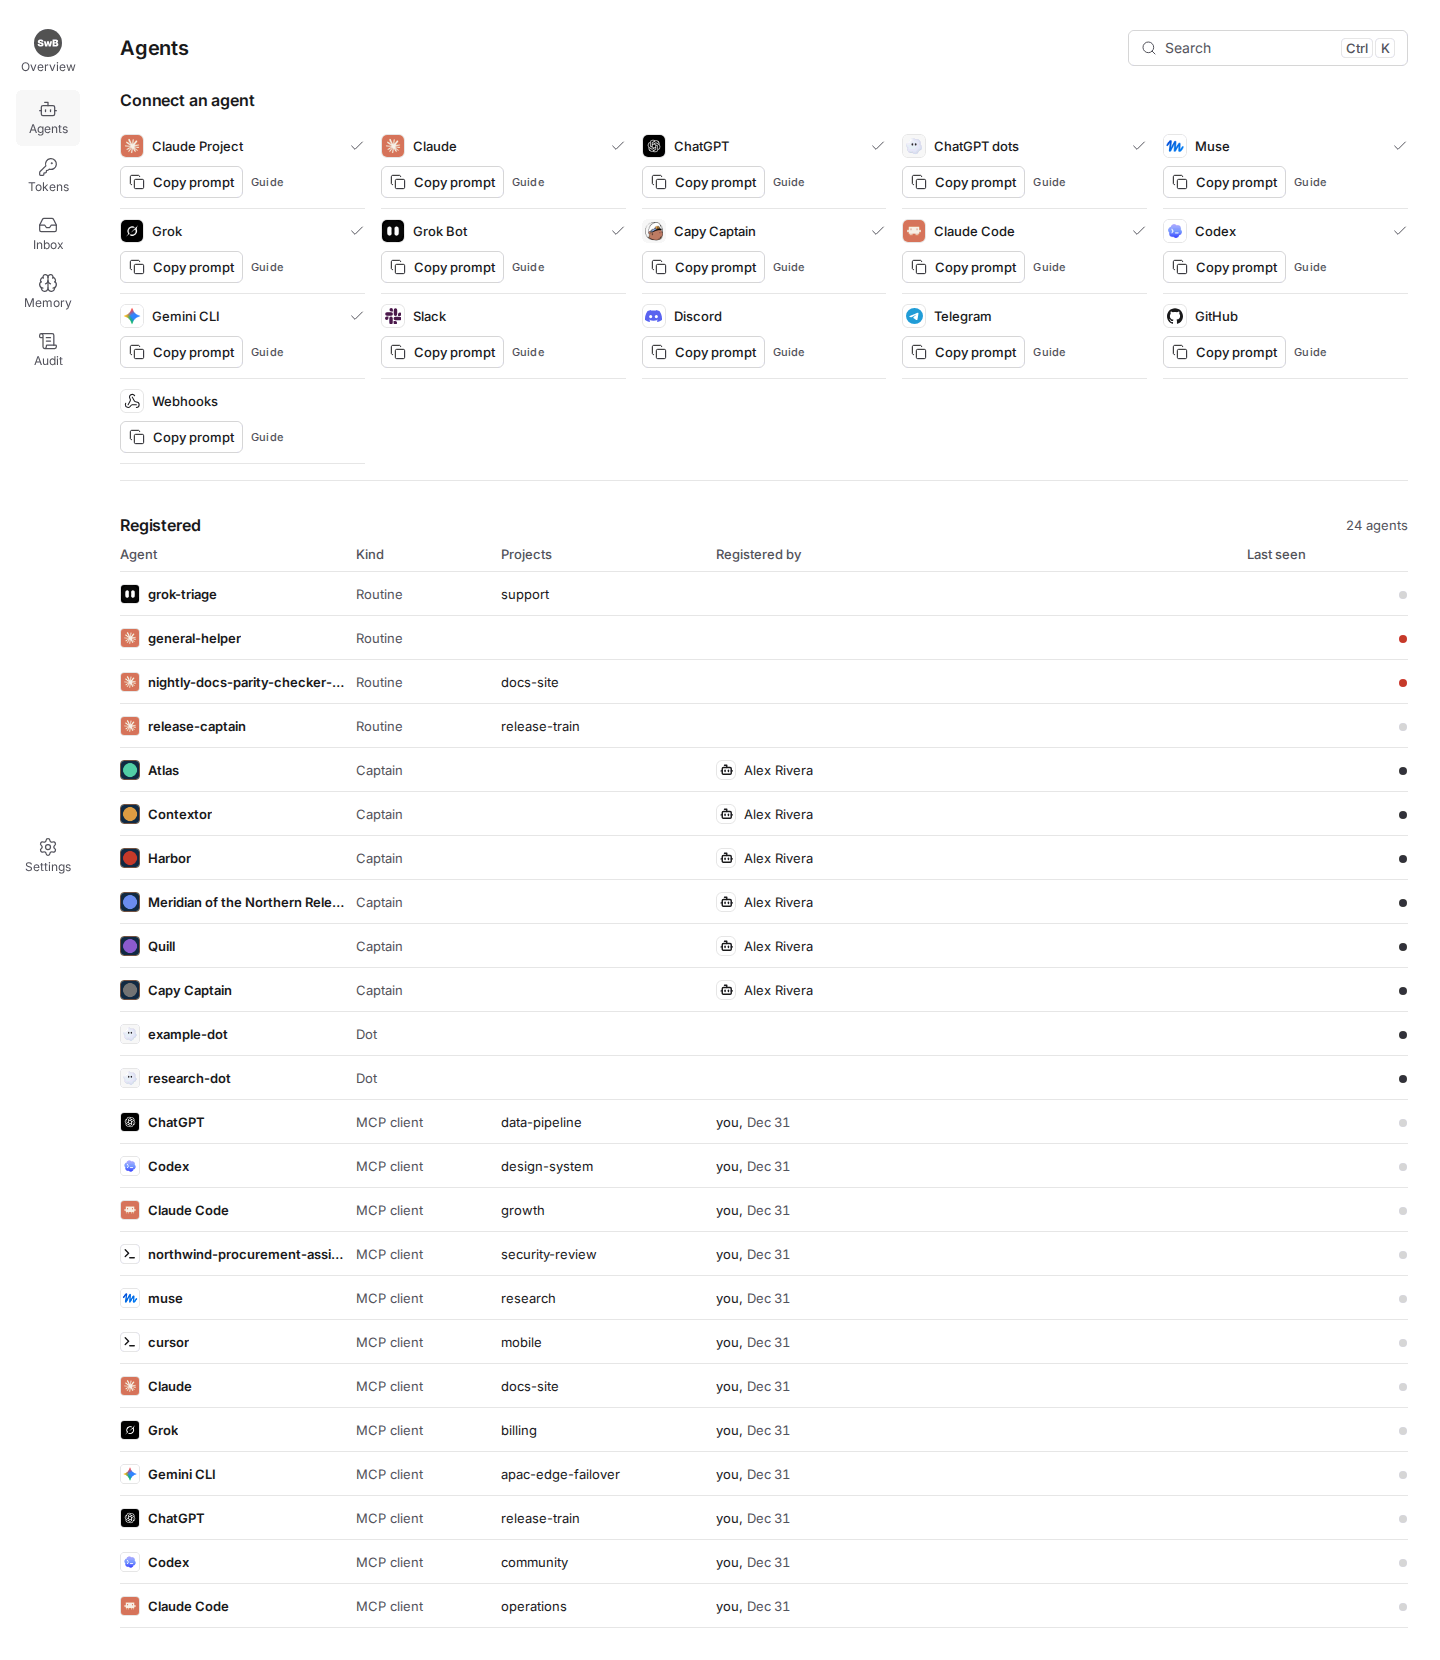 SwB
Overview
Agents
Tokens
Inbox
Memory
Audit
Settings
Agents
Search
Ctrl K
Connect an agent
Claude Project
Copy prompt Guide
Claude
Copy prompt Guide
ChatGPT
Copy prompt Guide
ChatGPT dots
Copy prompt Guide
Muse
Copy prompt Guide
Grok
Copy prompt Guide
Grok Bot
Copy prompt Guide
Capy Captain
Copy prompt Guide
Claude Code
Copy prompt Guide
Codex
Copy prompt Guide
Gemini CLI
Copy prompt Guide
Slack
Copy prompt Guide
Discord
Copy prompt Guide
Telegram
Copy prompt Guide
GitHub
Copy prompt Guide
Webhooks
Copy prompt Guide
Registered
24 agents
Agent Kind Projects Registered by Last seen
grok-triage Routine support
general-helper Routine
nightly-docs-parity-checker-... Routine docs-site
release-captain Routine release-train
Atlas Captain Alex Rivera
Contextor Captain Alex Rivera
Harbor Captain Alex Rivera
Meridian of the Northern Rele... Captain Alex Rivera
Quill Captain Alex Rivera
Capy Captain Captain Alex Rivera
example-dot Dot
research-dot Dot
ChatGPT MCP client data-pipeline you, Dec 31
Codex MCP client design-system you, Dec 31
Claude Code MCP client growth you, Dec 31
northwind-procurement-assi... MCP client security-review you, Dec 31
muse MCP client research you, Dec 31
cursor MCP client mobile you, Dec 31
Claude MCP client docs-site you, Dec 31
Grok MCP client billing you, Dec 31
Gemini CLI MCP client apac-edge-failover you, Dec 31
ChatGPT MCP client release-train you, Dec 31
Codex MCP client community you, Dec 31
Claude Code MCP client operations you, Dec 31